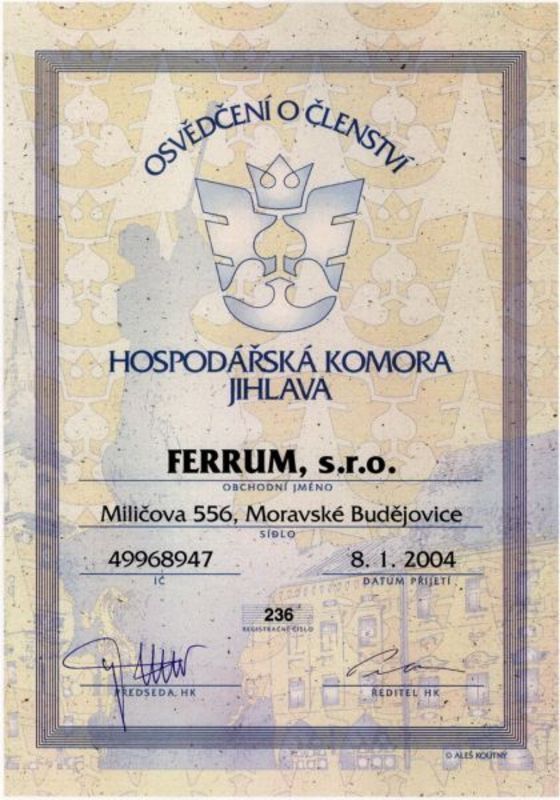 OSVĚDČENÍ O ČLENSTVÍ
HOSPODÁŘSKÁ KOMORA
JIHLAVA
FERRUM, s.r.o.
OBCHODNÍ JMÉNO
Miličova 556, Moravské Budějovice
SÍDLO
49968947
IČ
8. 1. 2004
DATUM PŘIJETÍ
236
REGISTRAČNÍ ČÍSLO
PŘEDSEDA HK
ŘEDITEL HK
© ALEŠ KOUTNÝ